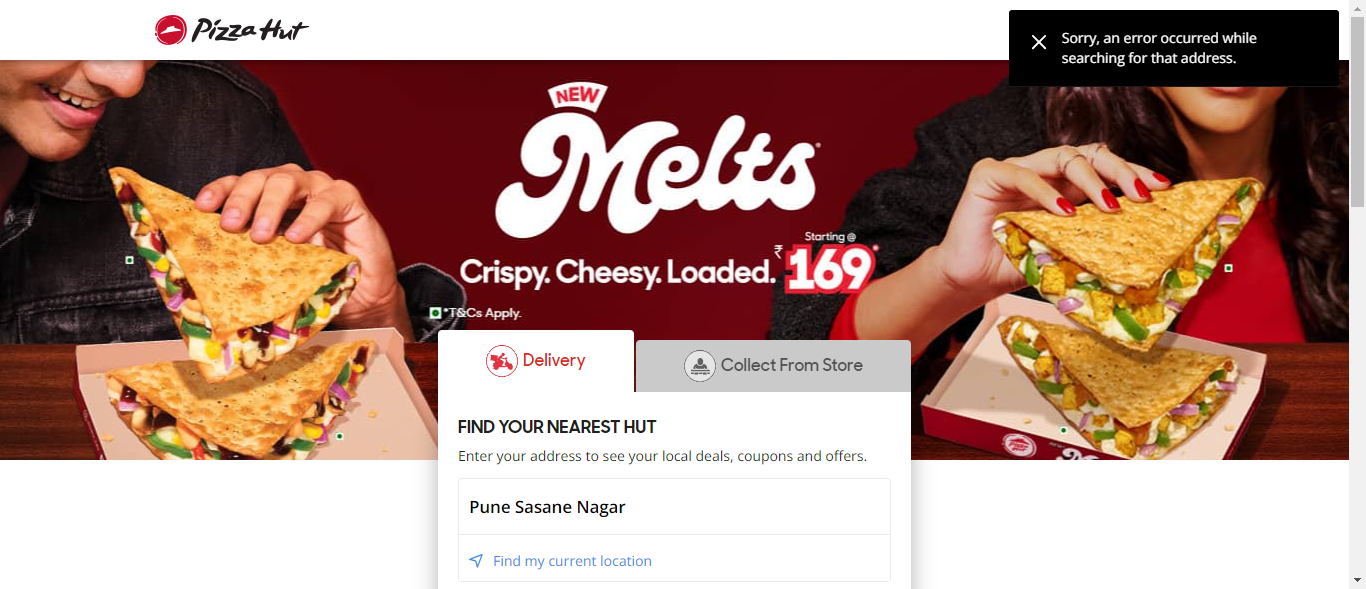 Pizza Hut
Sorry, an error occurred while
searching for that address.
NEW
Melts
Starting @
Crispy. Cheesy. Loaded. ₹169*
*T&Cs Apply.
Delivery
Collect From Store
FIND YOUR NEAREST HUT
Enter your address to see your local deals, coupons and offers.
Pune Sasane Nagar
Find my current location